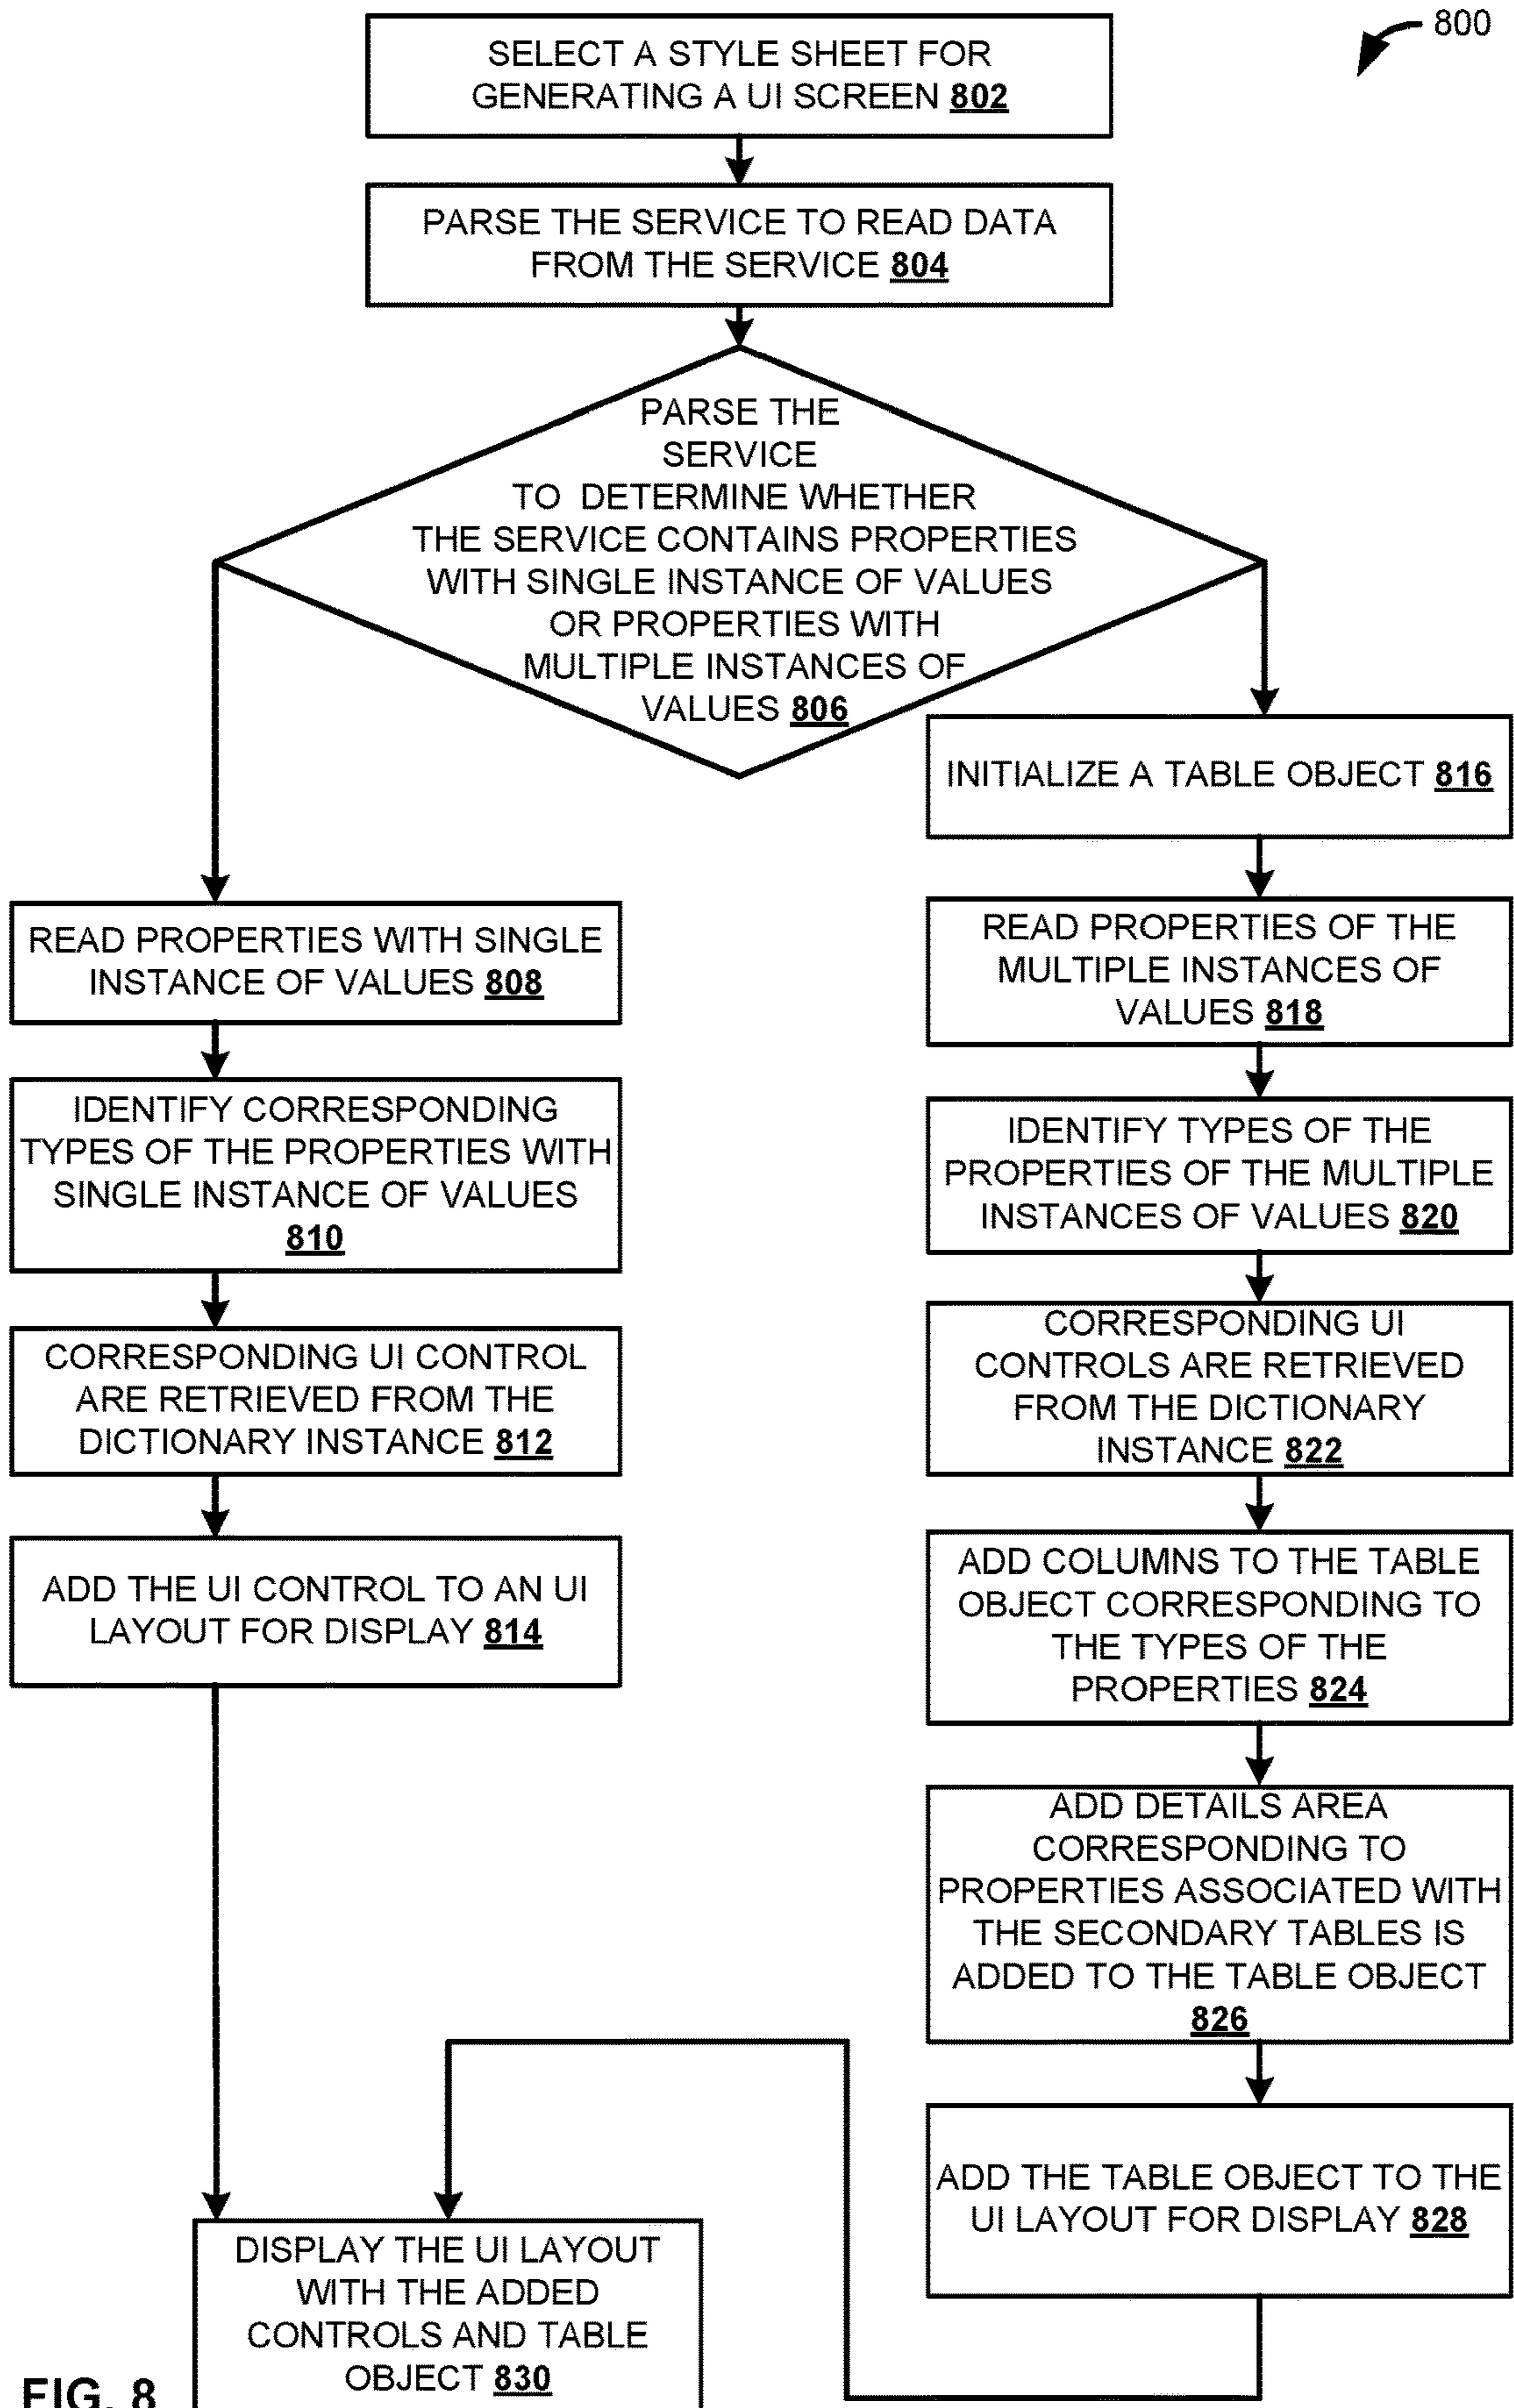 800
SELECT A STYLE SHEET FOR
GENERATING A UI SCREEN 802
PARSE THE SERVICE TO READ DATA
FROM THE SERVICE 804
PARSE THE
SERVICE
TO DETERMINE WHETHER
THE SERVICE CONTAINS PROPERTIES
WITH SINGLE INSTANCE OF VALUES
OR PROPERTIES WITH
MULTIPLE INSTANCES OF
VALUES 806
READ PROPERTIES WITH SINGLE
INSTANCE OF VALUES 808
IDENTIFY CORRESPONDING
TYPES OF THE PROPERTIES WITH
SINGLE INSTANCE OF VALUES
810
CORRESPONDING UI CONTROL
ARE RETRIEVED FROM THE
DICTIONARY INSTANCE 812
ADD THE UI CONTROL TO AN UI
LAYOUT FOR DISPLAY 814
INITIALIZE A TABLE OBJECT 816
READ PROPERTIES OF THE
MULTIPLE INSTANCES OF
VALUES 818
IDENTIFY TYPES OF THE
PROPERTIES OF THE MULTIPLE
INSTANCES OF VALUES 820
CORRESPONDING UI
CONTROLS ARE RETRIEVED
FROM THE DICTIONARY
INSTANCE 822
ADD COLUMNS TO THE TABLE
OBJECT CORRESPONDING TO
THE TYPES OF THE
PROPERTIES 824
ADD DETAILS AREA
CORRESPONDING TO
PROPERTIES ASSOCIATED WITH
THE SECONDARY TABLES IS
ADDED TO THE TABLE OBJECT
826
ADD THE TABLE OBJECT TO THE
UI LAYOUT FOR DISPLAY 828
DISPLAY THE UI LAYOUT
WITH THE ADDED
CONTROLS AND TABLE
OBJECT 830
FIG. 8